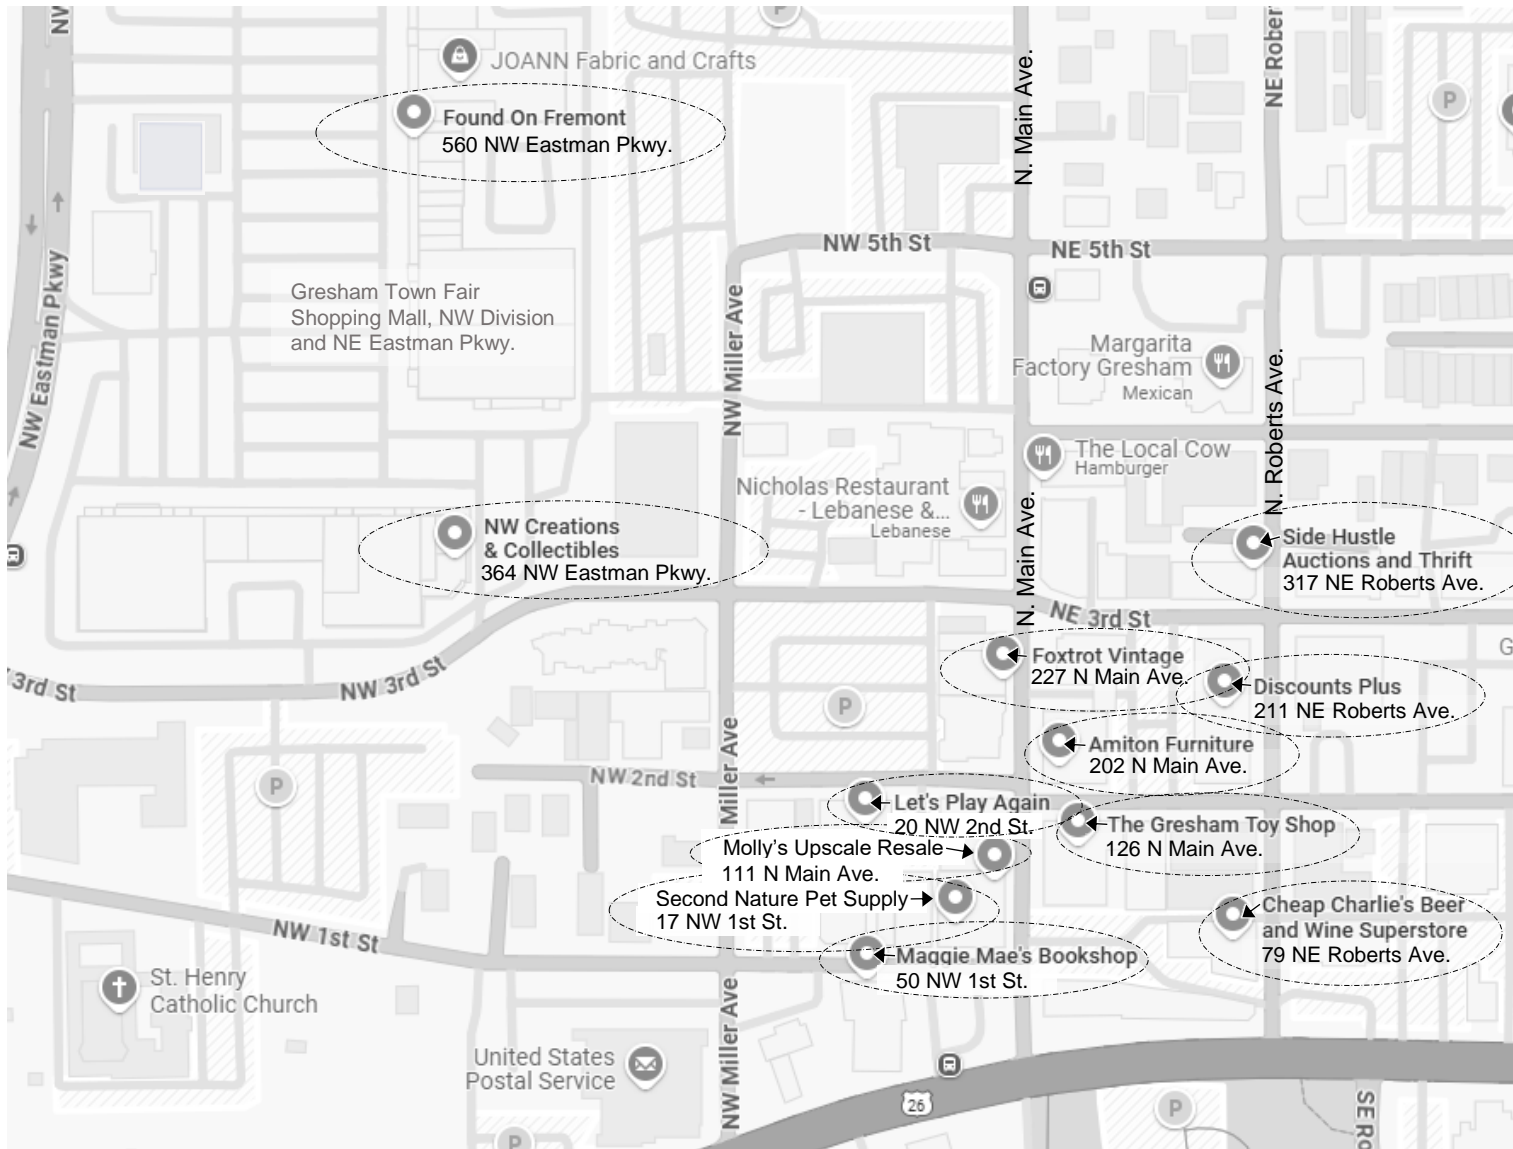 NW
P
NE Rober
N. Main Ave.
JOANN Fabric and Crafts
P
Found On Fremont
560 NW Eastman Pkwy.
NW 5th St
NE 5th St
NW Eastman Pkwy
Gresham Town Fair
Shopping Mall, NW Division
and NE Eastman Pkwy.
NW Miller Ave
Margarita
Factory Gresham
Mexican
N. Roberts Ave.
The Local Cow
Hamburger
Nicholas Restaurant
- Lebanese &...
Lebanese
N. Main Ave.
NW Creations
& Collectibles
364 NW Eastman Pkwy.
Side Hustle
Auctions and Thrift
317 NE Roberts Ave.
NE 3rd St
G
Foxtrot Vintage
227 N Main Ave.
3rd St
NW 3rd St
Discounts Plus
211 NE Roberts Ave.
P
Amiton Furniture
202 N Main Ave.
P
NW 2nd St
Miller Ave
Let's Play Again
20 NW 2nd St.
The Gresham Toy Shop
126 N Main Ave.
Molly's Upscale Resale
111 N Main Ave.
Second Nature Pet Supply
17 NW 1st St.
Cheap Charlie's Beer
and Wine Superstore
79 NE Roberts Ave.
NW 1st St
Maggie Mae's Bookshop
50 NW 1st St.
St. Henry
Catholic Church
NW Miller Ave
United States
Postal Service
26
P
SE Ro
P